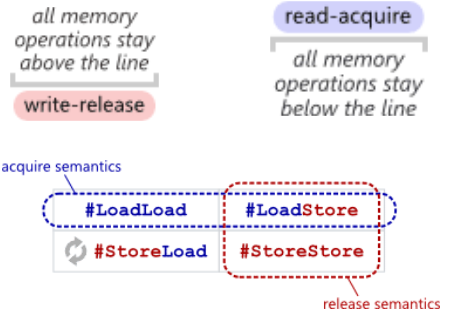 all memory
operations stay
above the line
write-release
read-acquire
all memory
operations stay
below the line
acquire semantics
#LoadLoad
#LoadStore
#StoreLoad
#StoreStore
release semantics